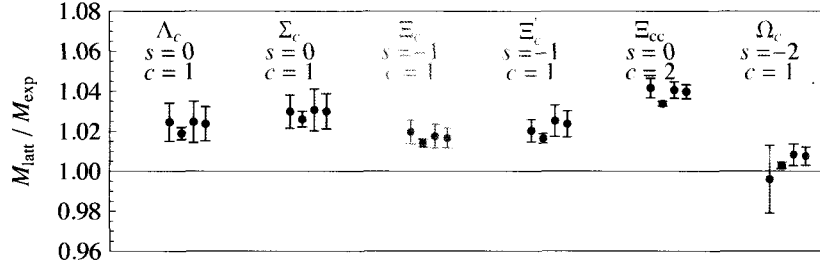 1.08
1.06
1.04
1.02
1.00
0.98
0.96
M_latt / M_exp
Λ_c Σ_c Ξ_c Ξ′_c Ξ_cc Ω_c
s = 0 s = 0 s = −1 s = −1 s = 0 s = −2
c = 1 c = 1 c = 1 c = 1 c = 2 c = 1